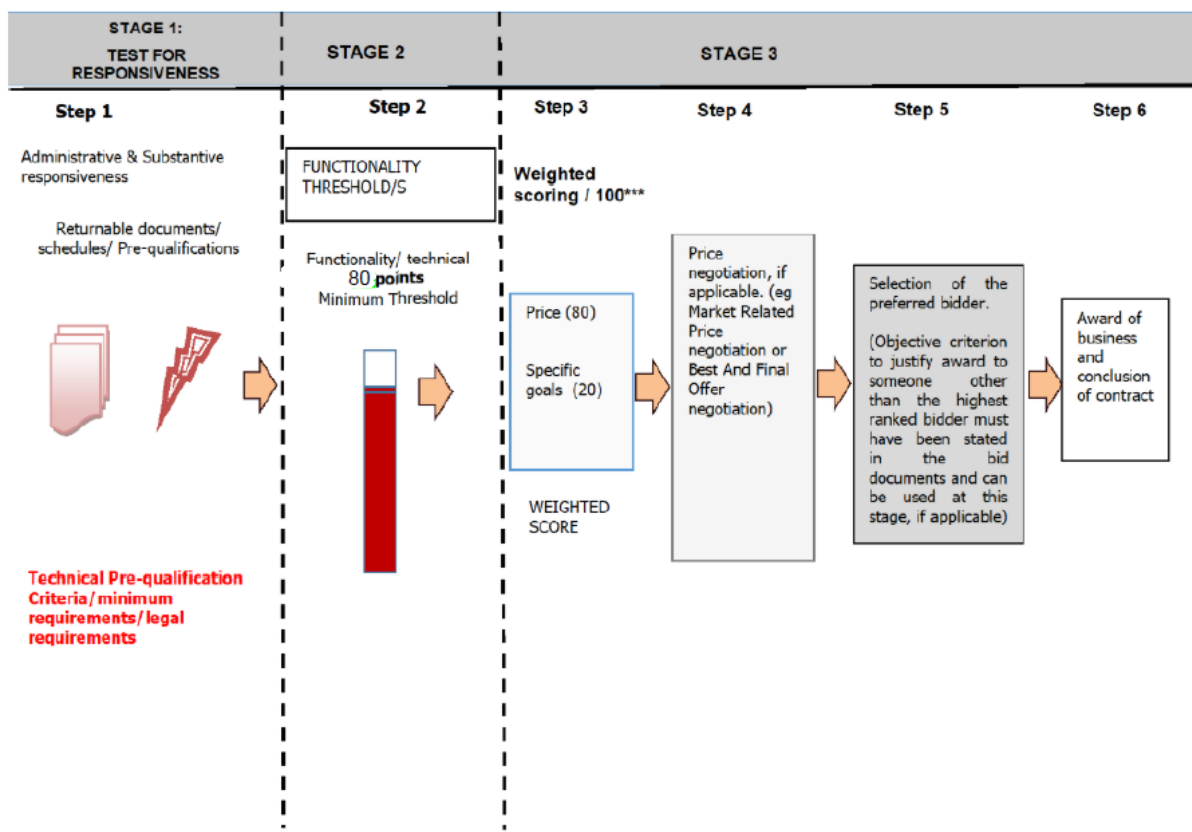 STAGE 1:
TEST FOR
RESPONSIVENESS
STAGE 2
STAGE 3
Step 1
Step 2
Step 3
Step 4
Step 5
Step 6
Administrative & Substantive
responsiveness
Returnable documents/
schedules/ Pre-qualifications
Technical Pre-qualification
Criteria/minimum
requirements/legal
requirements
FUNCTIONALITY
THRESHOLD/S
Functionality/ technical
80 points
Minimum Threshold
Weighted
scoring / 100***
Price (80)
Specific
goals (20)
WEIGHTED
SCORE
Price
negotiation, if
applicable. (eg
Market Related
Price
negotiation or
Best And Final
Offer
negotiation)
Selection of the
preferred bidder.
(Objective criterion
to justify award to
someone other
than the highest
ranked bidder must
have been stated
in the bid
documents and can
be used at this
stage, if applicable)
Award of
business and
conclusion
of contract